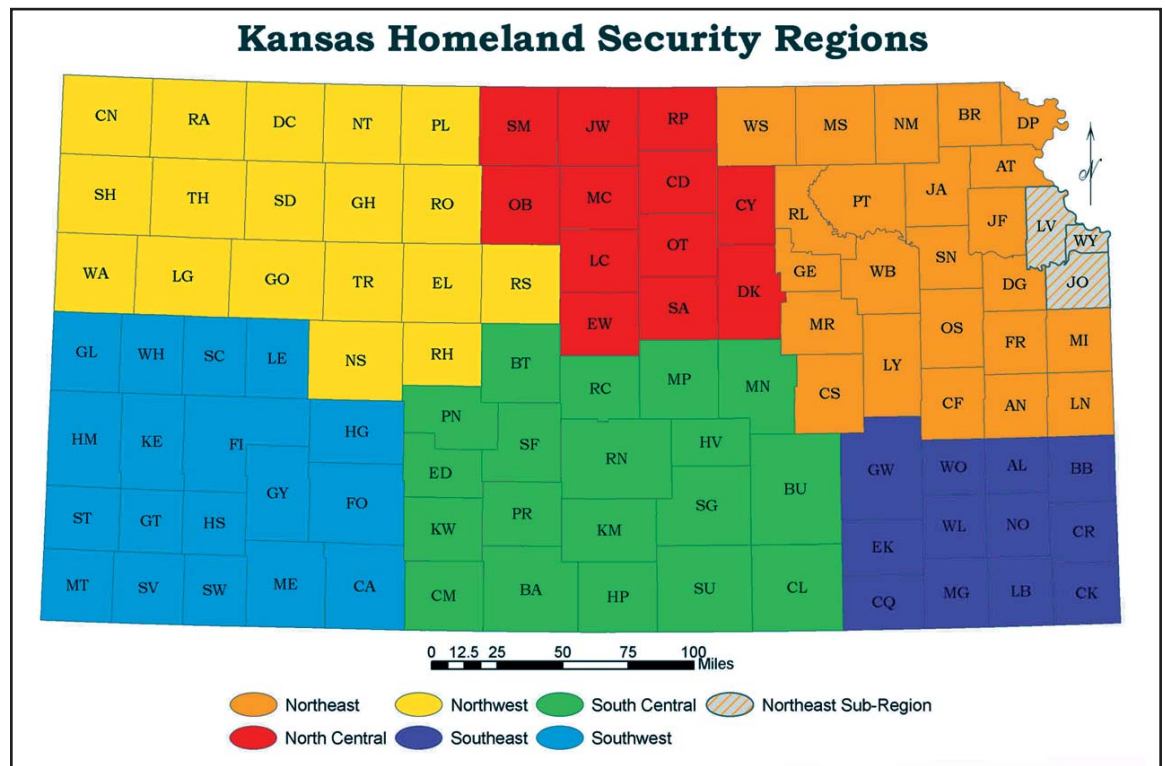 Kansas Homeland Security Regions
CN RA DC NT PL SM JW RP WS MS NM BR DP
SH TH SD GH RO OB MC CD CY RL PT JA AT
JF LV WY
WA LG GO TR EL RS LC OT DK GE WB SN DG JO
EW SA MR
GL WH SC LE NS RH BT RC MP MN CS LY OS FR MI
CF AN LN
HM KE FI HG PN SF RN HV BU GW WO AL BB
ED
ST GT HS GY FO KW PR KM SG EK WL NO CR
MT SV SW ME CA CM BA HP SU CL CQ MG LB CK
N
0 12.5 25 50 75 100
Miles
Northeast Northwest South Central Northeast Sub-Region
North Central Southeast Southwest